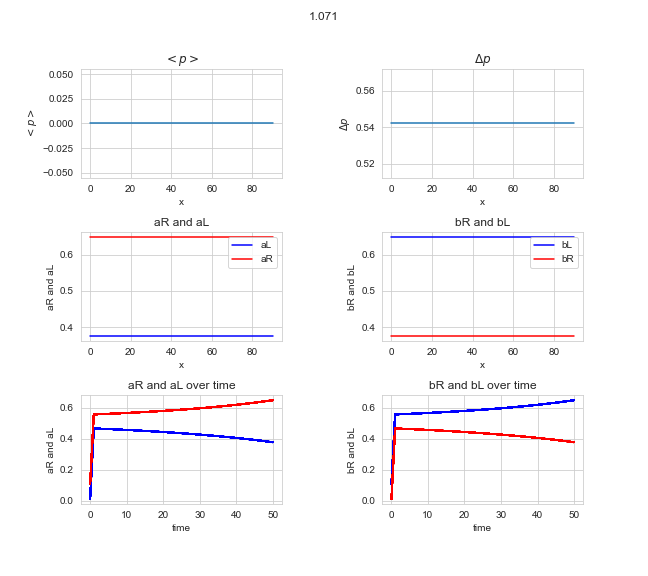 1.071
< p >
Δp
0.050
0.025
0.000
−0.025
−0.050
< p >
0 20 40 60 80
x
0.56
0.54
0.52
Δp
0 20 40 60 80
x
aR and aL
bR and bL
0.6
0.5
0.4
aR and aL
aL
aR
0 20 40 60 80
x
0.6
0.5
0.4
bR and bL
bL
bR
0 20 40 60 80
x
aR and aL over time
bR and bL over time
0.6
0.4
0.2
0.0
aR and aL
0 10 20 30 40 50
time
0.6
0.4
0.2
0.0
bR and bL
0 10 20 30 40 50
time